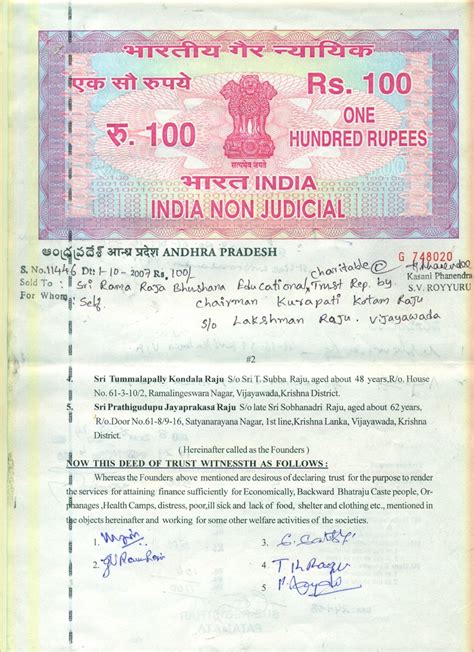 भारतीय गैर न्यायिक
एक सौ रुपये
Rs. 100
रु. 100
ONE
HUNDRED RUPEES
सत्यमेव जयते
भारत INDIA
INDIA NON JUDICIAL
ఆంధ్రప్రదేశ్ आन्ध्र प्रदेश ANDHRA PRADESH
G 748020
S. No. 11446 Dt: 1-10-2007 Rs, 100/-
Kasani Phanendra
S.V. ROYYURU
Sold To : Sri Rama Raja Bhushana Educational, Charitable @ Trust Rep. by
For Whom: Self. Chairman Kurapati Kotam Raju
S/o Lakshman Raju. Vijayawada
#2
4. Sri Tummalapally Kondala Raju S/o Sri T. Subba Raju, aged about 48 years,R/o. House
No. 61-3-10/2, Ramalingeswara Nagar, Vijayawada, Krishna District.
5. Sri Prathigudupu Jayaprakasa Raju S/o late Sri Sobhanadri Raju, aged about 62 years,
R/o.Door No.61-8/9-16, Satyanarayana Nagar, 1st line,Krishna Lanka, Vijayawada, Krishna
District.
( Hereinafter called as the Founders )
NOW THIS DEED OF TRUST WITNESSTH AS FOLLOWS :
Whereas the Founders above mentioned are desirous of declaring trust for the purpose to render
the services for attaining finance sufficiently for Economically, Backward Bhatraju Caste people, Or-
phanages ,Health Camps, distress, poor,ill sick and lack of food, shelter and clothing etc., mentioned in
the objects hereinafter and working for some other welfare activities of the societies.
1.
2.
3.
4.
5.